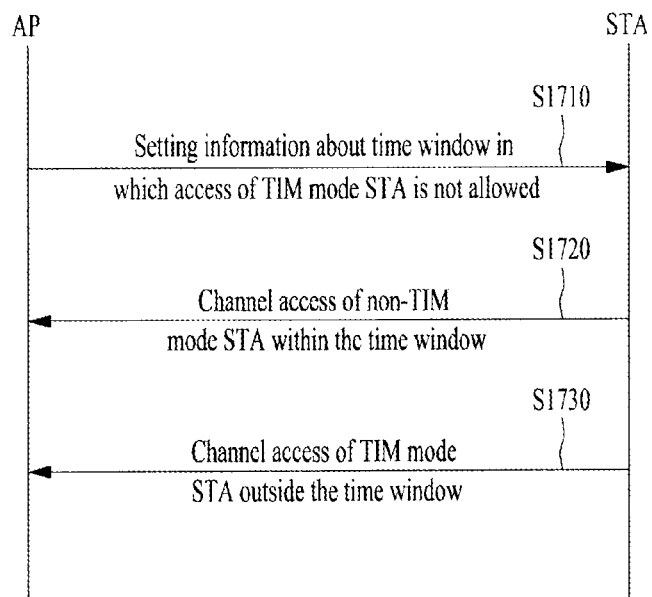 AP
STA
S1710
Setting information about time window in
which access of TIM mode STA is not allowed
S1720
Channel access of non-TIM
mode STA within the time window
S1730
Channel access of TIM mode
STA outside the time window